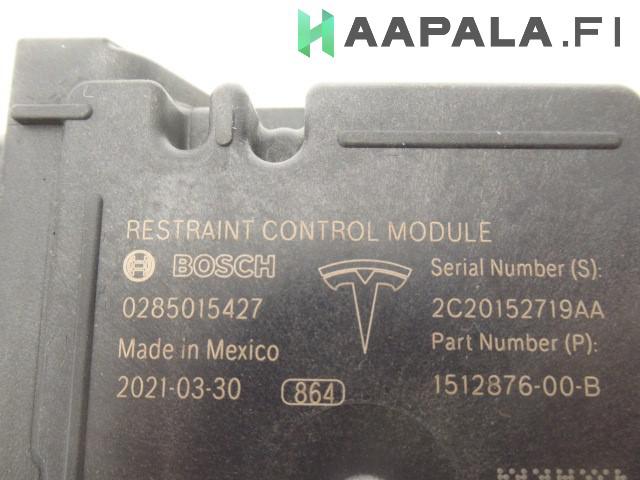 HAAPALA.FI
RESTRAINT CONTROL MODULE
BOSCH
Serial Number (S):
0285015427
2C20152719AA
Made in Mexico
Part Number (P):
2021-03-30
864
1512876-00-B